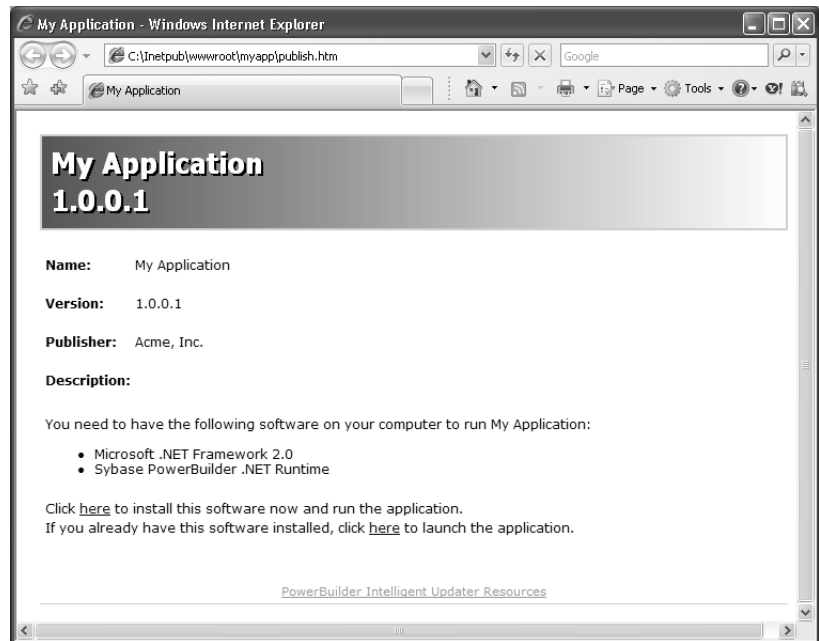 My Application - Windows Internet Explorer
C:\Inetpub\wwwroot\myapp\publish.htm
Google
My Application
Page
Tools
My Application
1.0.0.1
Name: My Application
Version: 1.0.0.1
Publisher: Acme, Inc.
Description:
You need to have the following software on your computer to run My Application:
• Microsoft .NET Framework 2.0
• Sybase PowerBuilder .NET Runtime
Click here to install this software now and run the application.
If you already have this software installed, click here to launch the application.
PowerBuilder Intelligent Updater Resources